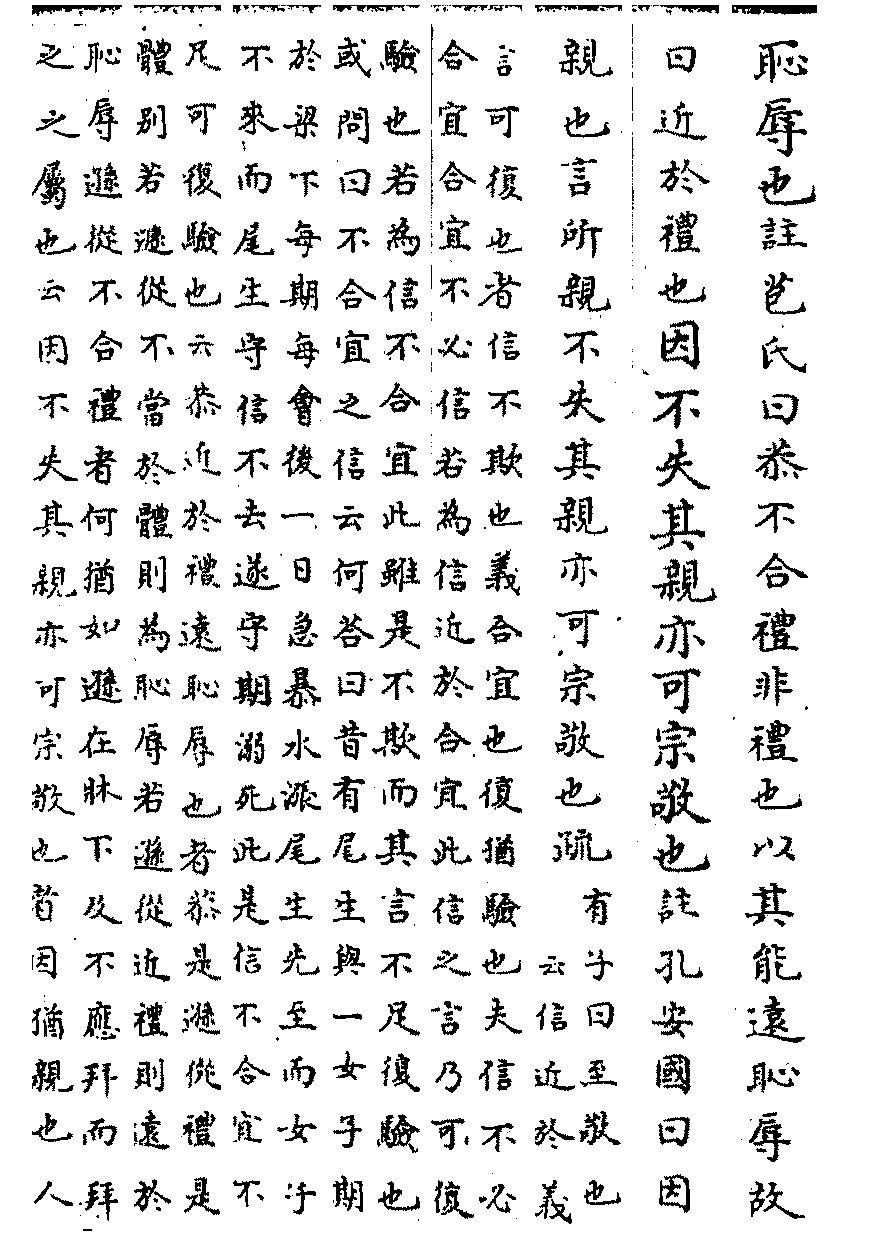 恥辱也註苞氏曰恭不合禮非禮也以其能遠恥辱故
曰近於禮也因不失其親亦可宗敬也註孔安國曰因
親也言所親不失其親亦可宗敬也疏
有子曰至敬也
云信近於義
言可復也者信不欺也義合宜也復猶驗也夫信不必
合宜合宜不必信若為信近於合宜此信之言乃可復
驗也若為信不合宜此雖是不欺而其言不足復驗也
或問曰不合宜之信云何荅曰昔有尾生與一女子期
於梁下每期每會後一日急暴水漲尾生先至而女子
不來而尾生守信不去遂守期溺死此是信不合宜不
足可復驗也云恭近於禮遠恥辱也者恭是遜從禮是
體別若遜從不當於體則為恥辱若遜從近禮則遠於
恥辱遜從不合禮者何猶如遜在牀下及不應拜而拜
之之屬也云因不失其親亦可宗敬也者因猶親也人